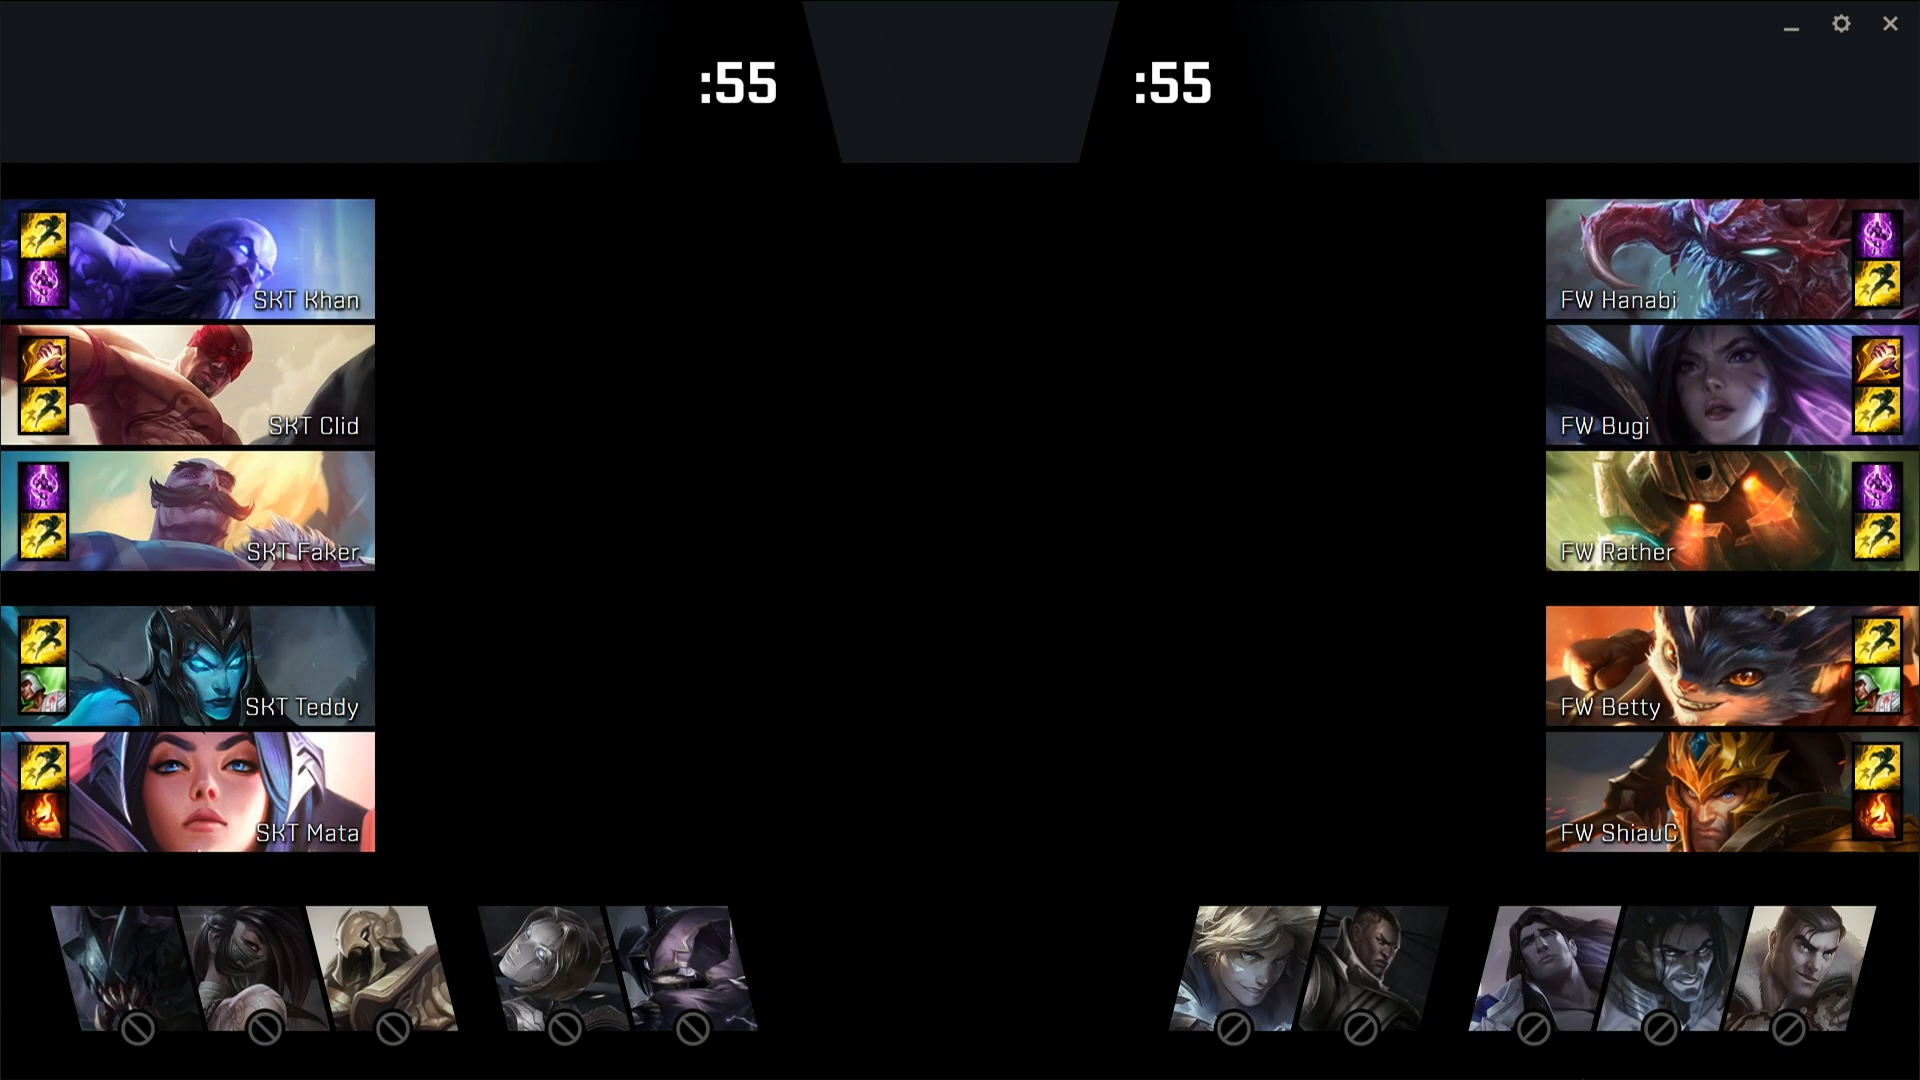 :55
:55
SKT Khan
SKT Clid
SKT Faker
SKT Teddy
SKT Mata
FW Hanabi
FW Bugi
FW Rather
FW Betty
FW ShiauC